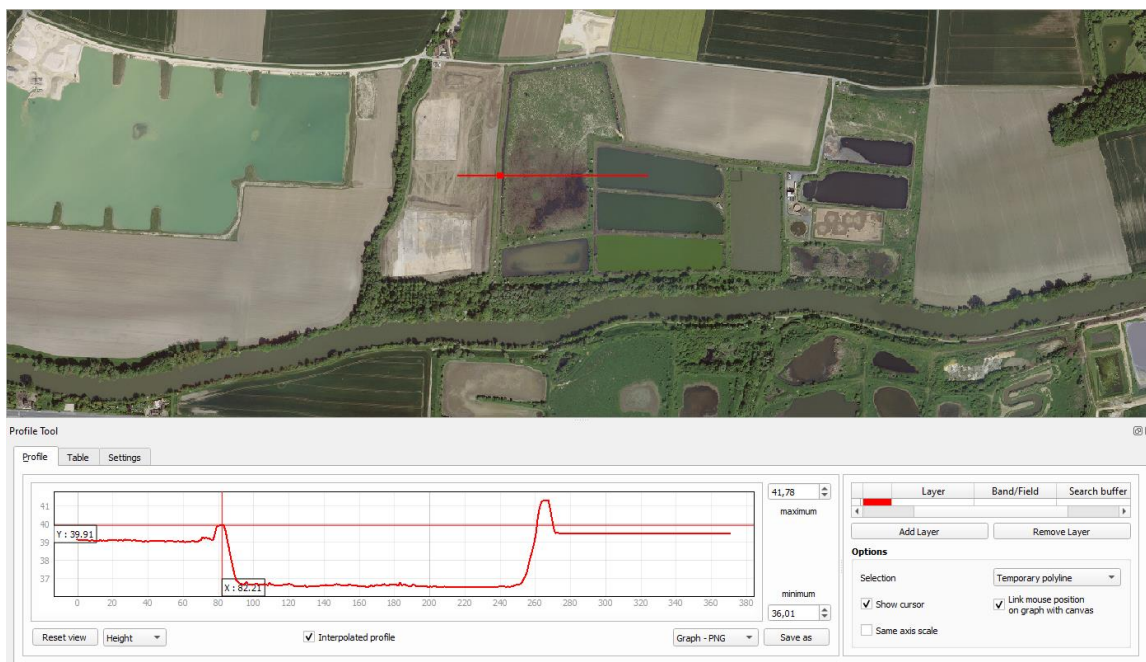 Profile Tool
Profile Table Settings
41
40
39
38
37
Y : 39.91
X : 82.21
0 20 40 60 80 100 120 140 160 180 200 220 240 260 280 300 320 340 360 380
41,78
maximum
minimum
36,01
Reset view Height Interpolated profile Graph - PNG Save as
Layer Band/Field Search buffer
Add Layer Remove Layer
Options
Selection Temporary polyline
Show cursor Link mouse position
on graph with canvas
Same axis scale